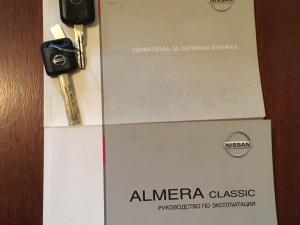 NISSAN
ГАРАНТІЙНА ТА СЕРВІСНА КНИЖКА
NISSAN
ALMERA CLASSIC
РУКОВОДСТВО ПО ЭКСПЛУАТАЦИИ